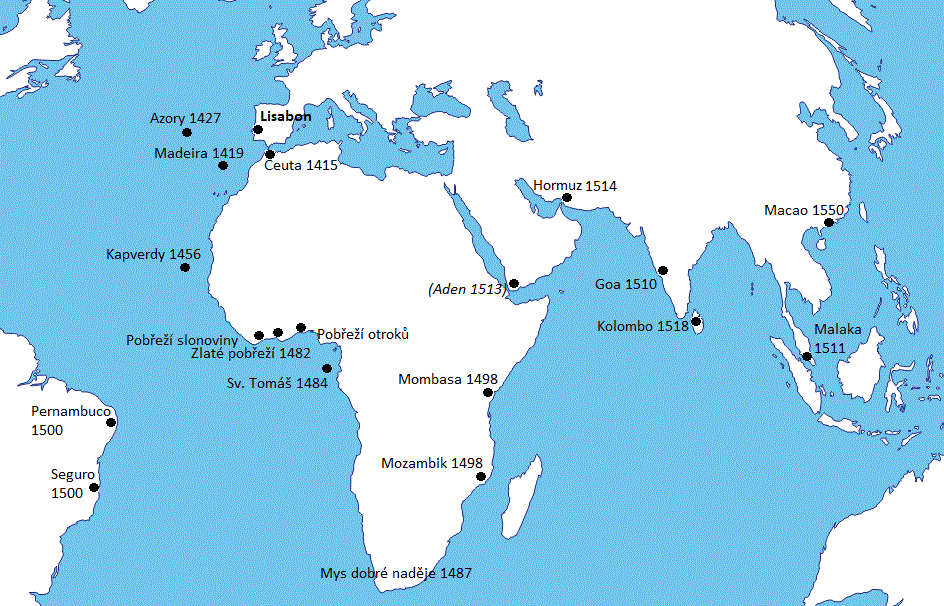 Lisabon
Azory 1427
Madeira 1419
Ceuta 1415
Hormuz 1514
Macao 1550
Kapverdy 1456
(Aden 1513)
Goa 1510
Kolombo 1518
Malaka
1511
Pobřeží slonoviny
Pobřeží otroků
Zlaté pobřeží 1482
Sv. Tomáš 1484
Mombasa 1498
Pernambuco
1500
Mozambik 1498
Seguro
1500
Mys dobré naděje 1487